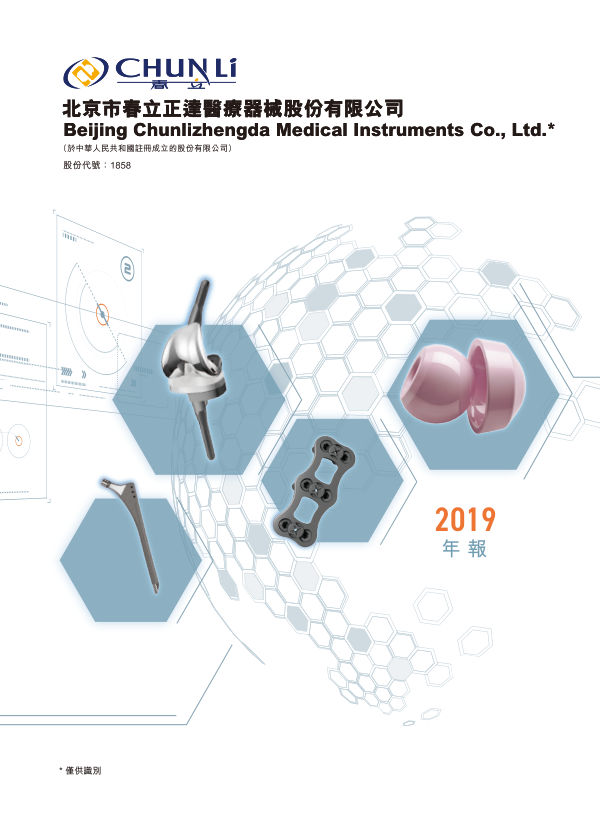 CHUNLi
春立
北京市春立正達醫療器械股份有限公司
Beijing Chunlizhengda Medical Instruments Co., Ltd.*
（於中華人民共和國註冊成立的股份有限公司）
股份代號：1858
2
2019
年報
* 僅供識別